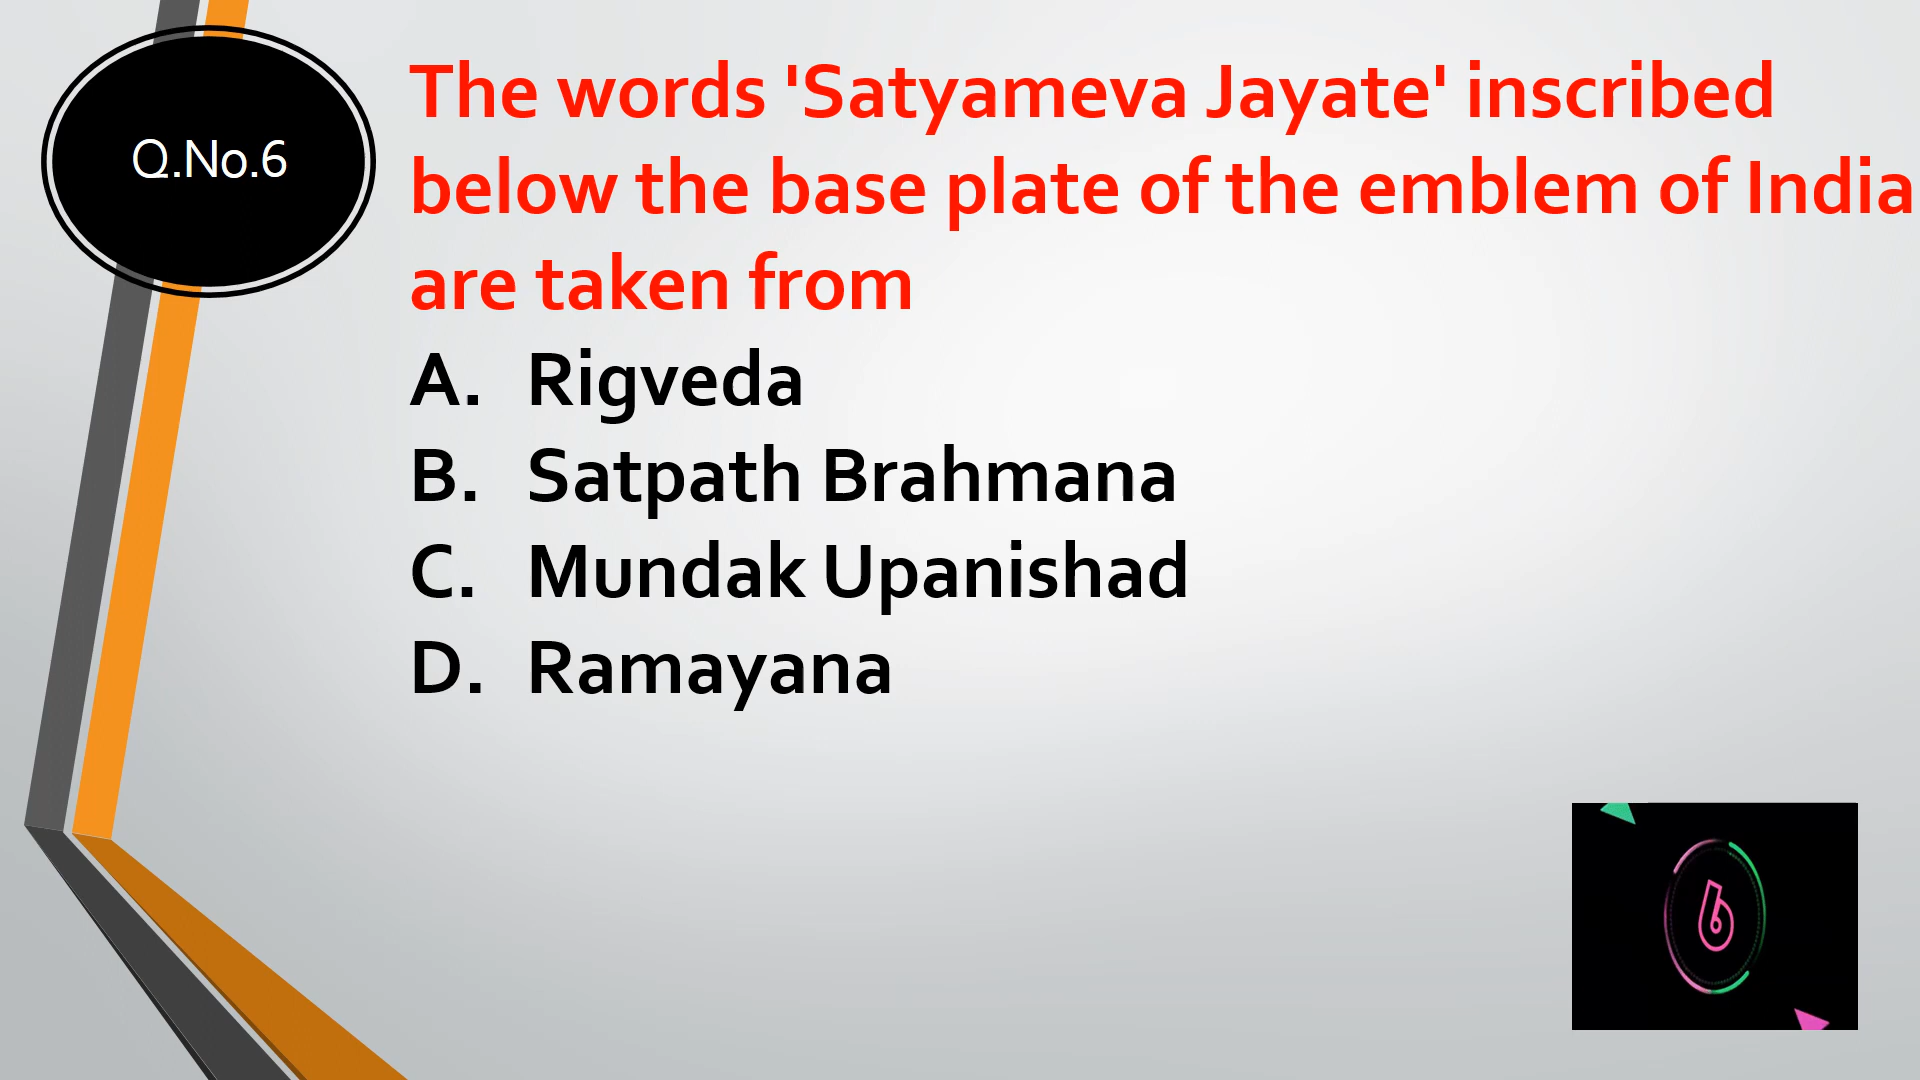 Q.No.6
The words 'Satyameva Jayate' inscribed
below the base plate of the emblem of India
are taken from
A. Rigveda
B. Satpath Brahmana
C. Mundak Upanishad
D. Ramayana
6